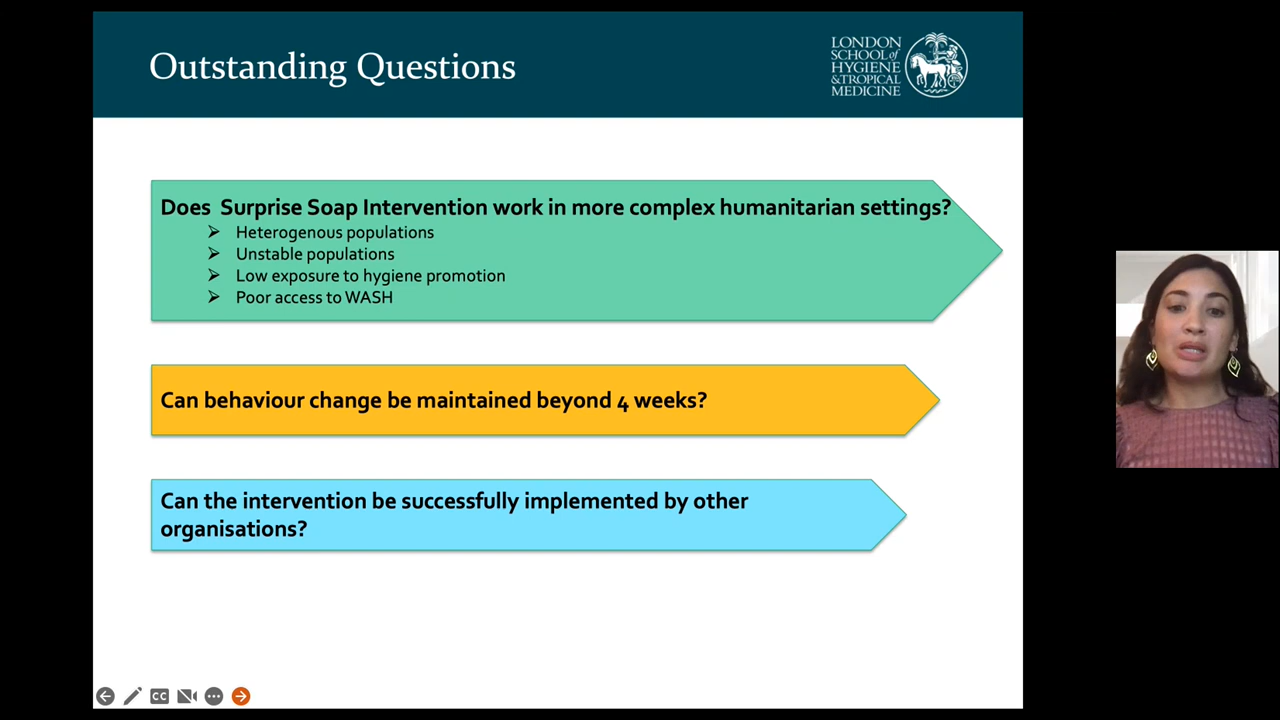 Outstanding Questions
LONDON
SCHOOL of
HYGIENE
& TROPICAL
MEDICINE
Does Surprise Soap Intervention work in more complex humanitarian settings?
Heterogenous populations
Unstable populations
Low exposure to hygiene promotion
Poor access to WASH
Can behaviour change be maintained beyond 4 weeks?
Can the intervention be successfully implemented by other
organisations?
CC